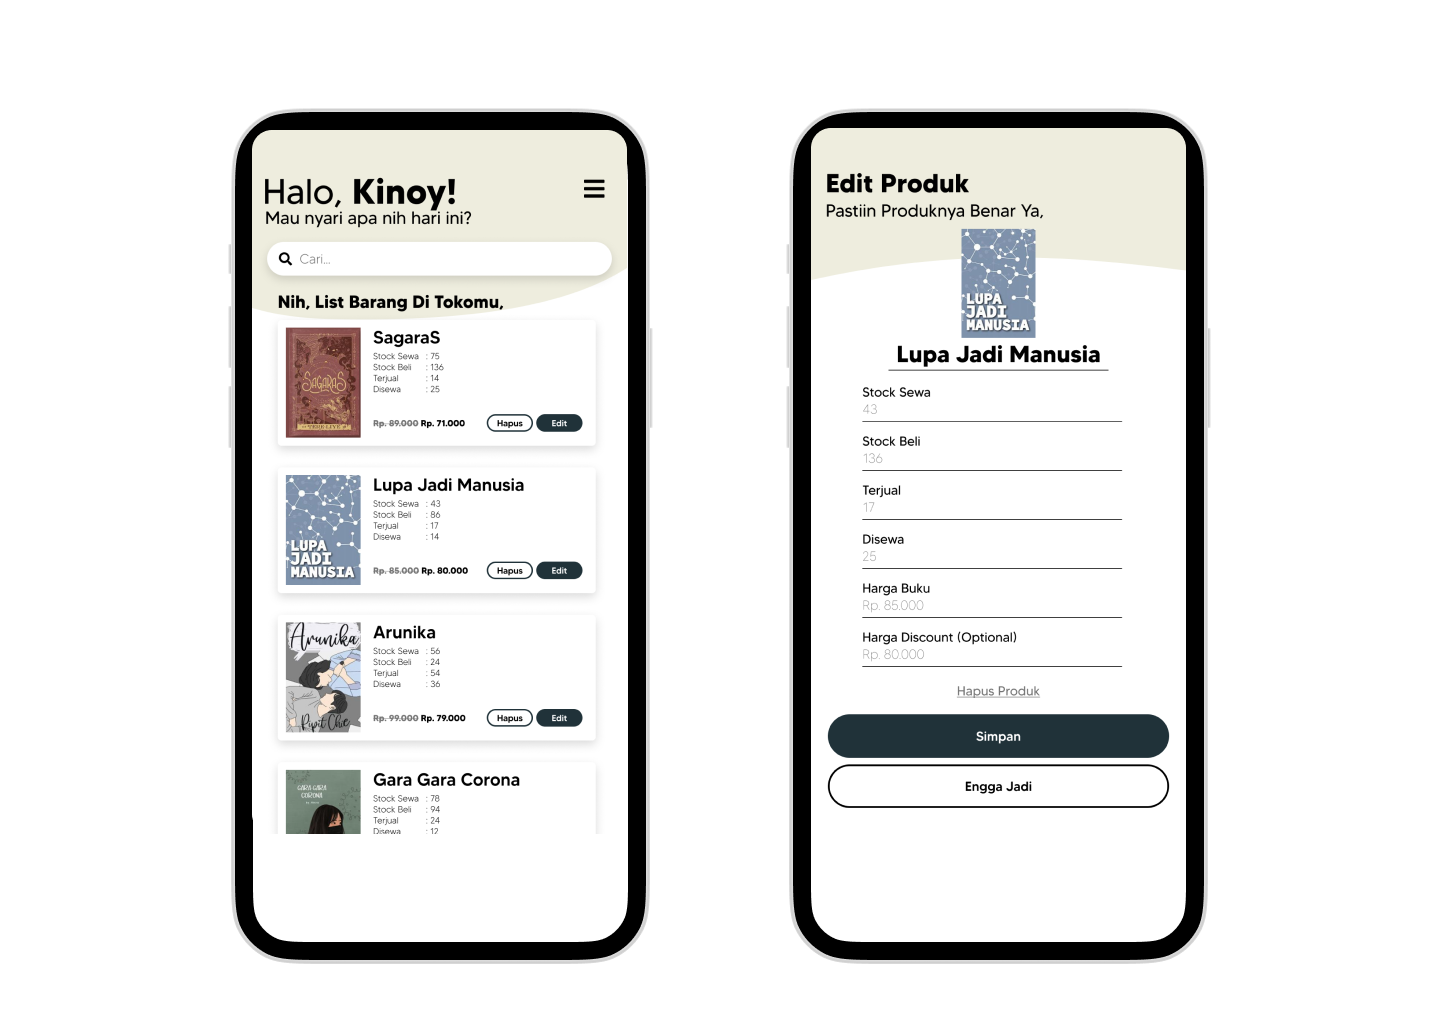 Halo, Kinoy!
Mau nyari apa nih hari ini?
Cari...
Nih, List Barang Di Tokomu,
SAGARAS
SagaraS
Stock Sewa : 75
Stock Beli : 136
Terjual : 14
Disewa : 25
Rp. 89.000 Rp. 71.000
Hapus
Edit
LUPA
JADI
MANUSIA
Lupa Jadi Manusia
Stock Sewa : 43
Stock Beli : 86
Terjual : 17
Disewa : 14
Rp. 85.000 Rp. 80.000
Hapus
Edit
Arunika
Pipit Chie
Arunika
Stock Sewa : 56
Stock Beli : 24
Terjual : 54
Disewa : 36
Rp. 99.000 Rp. 79.000
Hapus
Edit
GARA GARA
CORONA
Gara Gara Corona
Stock Sewa : 78
Stock Beli : 94
Terjual : 24
Disewa : 12
Edit Produk
Pastiin Produknya Benar Ya,
LUPA
JADI
MANUSIA
Lupa Jadi Manusia
Stock Sewa
43
Stock Beli
136
Terjual
17
Disewa
25
Harga Buku
Rp. 85.000
Harga Discount (Optional)
Rp. 80.000
Hapus Produk
Simpan
Engga Jadi